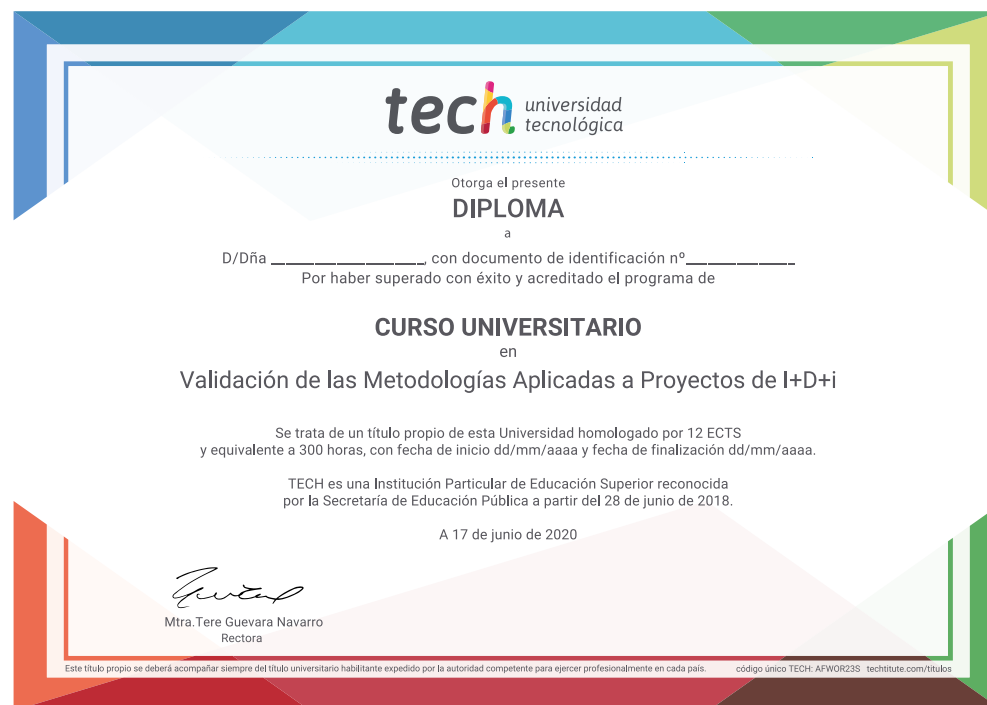 tech universidad
tecnológica
Otorga el presente
DIPLOMA
a
D/Dña ____________________, con documento de identificación nº______________
Por haber superado con éxito y acreditado el programa de
CURSO UNIVERSITARIO
en
Validación de las Metodologías Aplicadas a Proyectos de I+D+i
Se trata de un título propio de esta Universidad homologado por 12 ECTS
y equivalente a 300 horas, con fecha de inicio dd/mm/aaaa y fecha de finalización dd/mm/aaaa.
TECH es una Institución Particular de Educación Superior reconocida
por la Secretaría de Educación Pública a partir del 28 de junio de 2018.
A 17 de junio de 2020
Mtra.Tere Guevara Navarro
Rectora
Este título propio se deberá acompañar siempre del título universitario habilitante expedido por la autoridad competente para ejercer profesionalmente en cada país. código único TECH: AFWOR23S techtitute.com/titulos